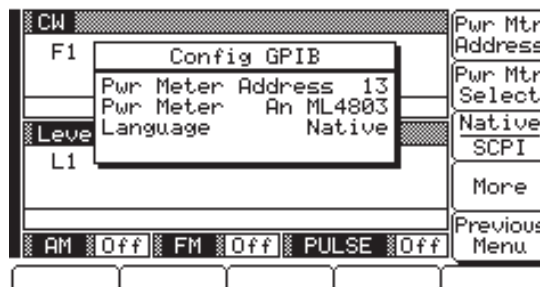 CW
F1
Config GPIB
Pwr Meter Address 13
Pwr Meter An ML4803
Language Native
Leve
L1
AM Off FM Off PULSE Off
Pwr Mtr
Address
Pwr Mtr
Select
Native
SCPI
More
Previous
Menu